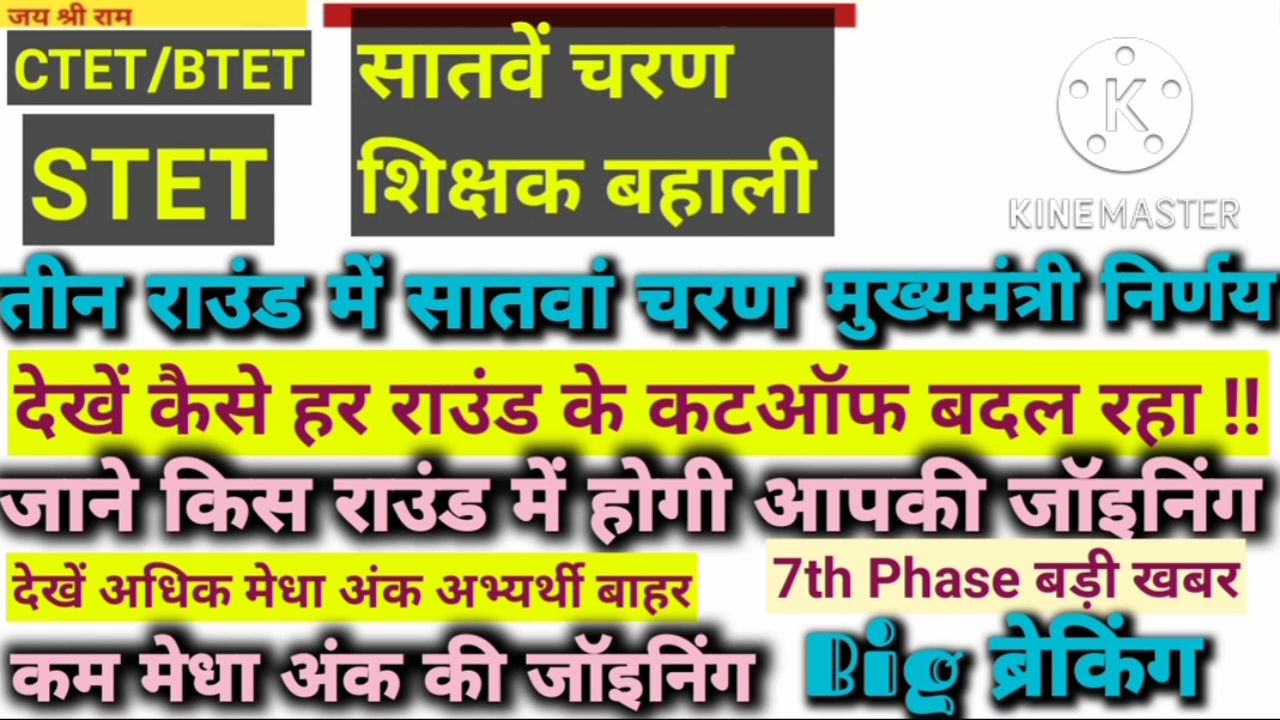 जय श्री राम
CTET/BTET
STET
सातवें चरण
शिक्षक बहाली
KINEMASTER
तीन राउंड में सातवां चरण मुख्यमंत्री निर्णय
देखें कैसे हर राउंड के कटऑफ बदल रहा !!
जाने किस राउंड में होगी आपकी जॉइनिंग
देखें अधिक मेधा अंक अभ्यर्थी बाहर
7th Phase बड़ी खबर
कम मेधा अंक की जॉइनिंग
Big ब्रेकिंग